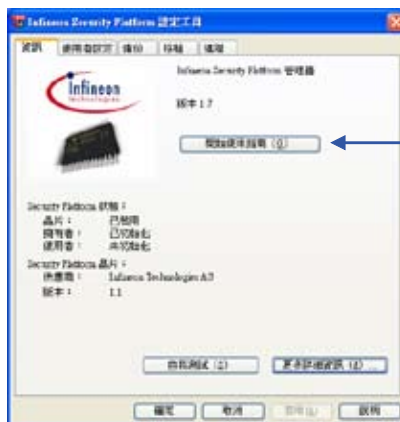 Infineon Security Platform 設定工具
資訊 使用者設定 備份 移轉 進階
Infineon technologies
Infineon Security Platform 管理器
版本 1.7
開始使用指南 (G)
Security Platform 狀態：
晶片： 已啟用
擁有者： 已初始化
使用者： 未初始化
Security Platform 晶片：
供應商： Infineon Technologies AG
版本： 1.1
自我測試 (S)
更多詳細資訊
確定 取消 套用 說明